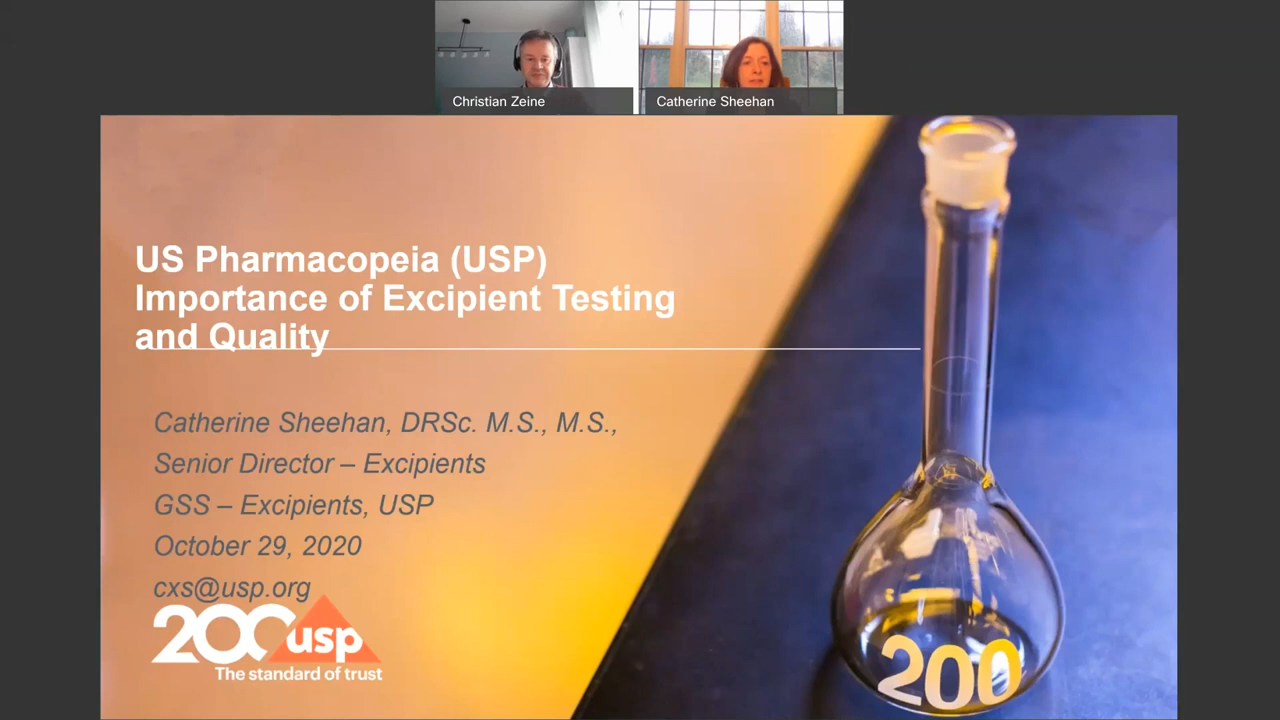 Christian Zeine
Catherine Sheehan
US Pharmacopeia (USP)
Importance of Excipient Testing
and Quality
Catherine Sheehan, DRSc. M.S., M.S.,
Senior Director – Excipients
GSS – Excipients, USP
October 29, 2020
cxs@usp.org
200 usp
The standard of trust
200